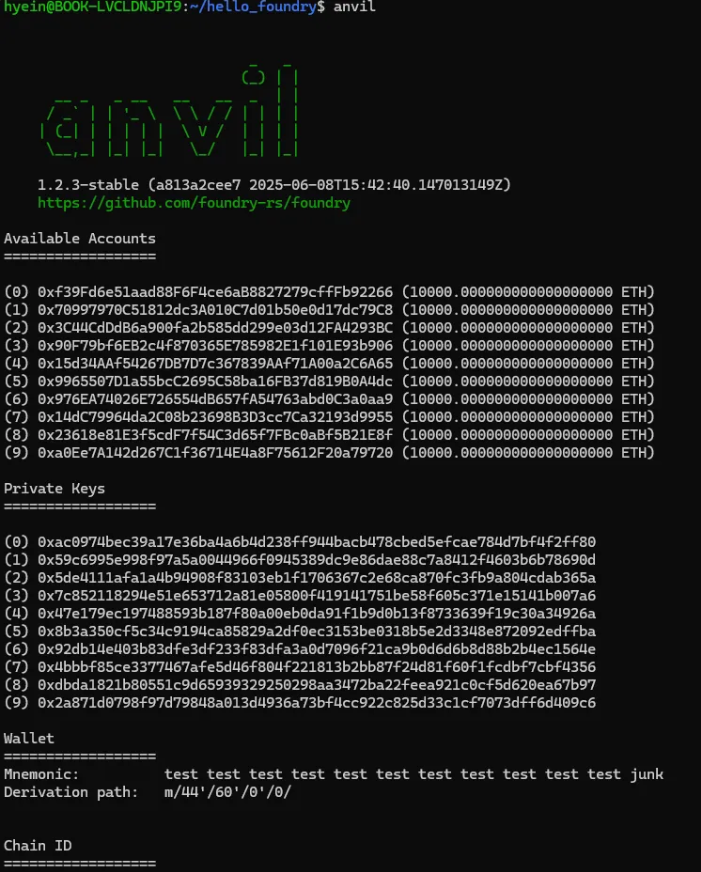 hyein@BOOK-LVCLDNJPI9:~/hello_foundry$ anvil
anvil
1.2.3-stable (a813a2cee7 2025-06-08T15:42:40.147013149Z)
https://github.com/foundry-rs/foundry
Available Accounts
==================
(0) 0xf39Fd6e51aad88F6F4ce6aB8827279cffFb92266 (10000.000000000000000000 ETH)
(1) 0x70997970C51812dc3A010C7d01b50e0d17dc79C8 (10000.000000000000000000 ETH)
(2) 0x3C44CdDdB6a900fa2b585dd299e03d12FA4293BC (10000.000000000000000000 ETH)
(3) 0x90F79bf6EB2c4f870365E785982E1f101E93b906 (10000.000000000000000000 ETH)
(4) 0x15d34AAf54267DB7D7c367839AAf71A00a2C6A65 (10000.000000000000000000 ETH)
(5) 0x9965507D1a55bcC2695C58ba16FB37d819B0A4dc (10000.000000000000000000 ETH)
(6) 0x976EA74026E726554dB657fA54763abd0C3a0aa9 (10000.000000000000000000 ETH)
(7) 0x14dC79964da2C08b23698B3D3cc7Ca32193d9955 (10000.000000000000000000 ETH)
(8) 0x23618e81E3f5cdF7f54C3d65f7FBc0aBf5B21E8f (10000.000000000000000000 ETH)
(9) 0xa0Ee7A142d267C1f36714E4a8F75612F20a79720 (10000.000000000000000000 ETH)
Private Keys
==================
(0) 0xac0974bec39a17e36ba4a6b4d238ff944bacb478cbed5efcae784d7bf4f2ff80
(1) 0x59c6995e998f97a5a0044966f0945389dc9e86dae88c7a8412f4603b6b78690d
(2) 0x5de4111afa1a4b94908f83103eb1f1706367c2e68ca870fc3fb9a804cdab365a
(3) 0x7c852118294e51e653712a81e05800f419141751be58f605c371e15141b007a6
(4) 0x47e179ec197488593b187f80a00eb0da91f1b9d0b13f8733639f19c30a34926a
(5) 0x8b3a350cf5c34c9194ca85829a2df0ec3153be0318b5e2d3348e872092edffba
(6) 0x92db14e403b83dfe3df233f83dfa3a0d7096f21ca9b0d6d6b8d88b2b4ec1564e
(7) 0x4bbbf85ce3377467afe5d46f804f221813b2bb87f24d81f60f1fcdbf7cbf4356
(8) 0xdbda1821b80551c9d65939329250298aa3472ba22feea921c0cf5d620ea67b97
(9) 0x2a871d0798f97d79848a013d4936a73bf4cc922c825d33c1cf7073dff6d409c6
Wallet
==================
Mnemonic: test test test test test test test test test test test junk
Derivation path: m/44'/60'/0'/0/
Chain ID
==================